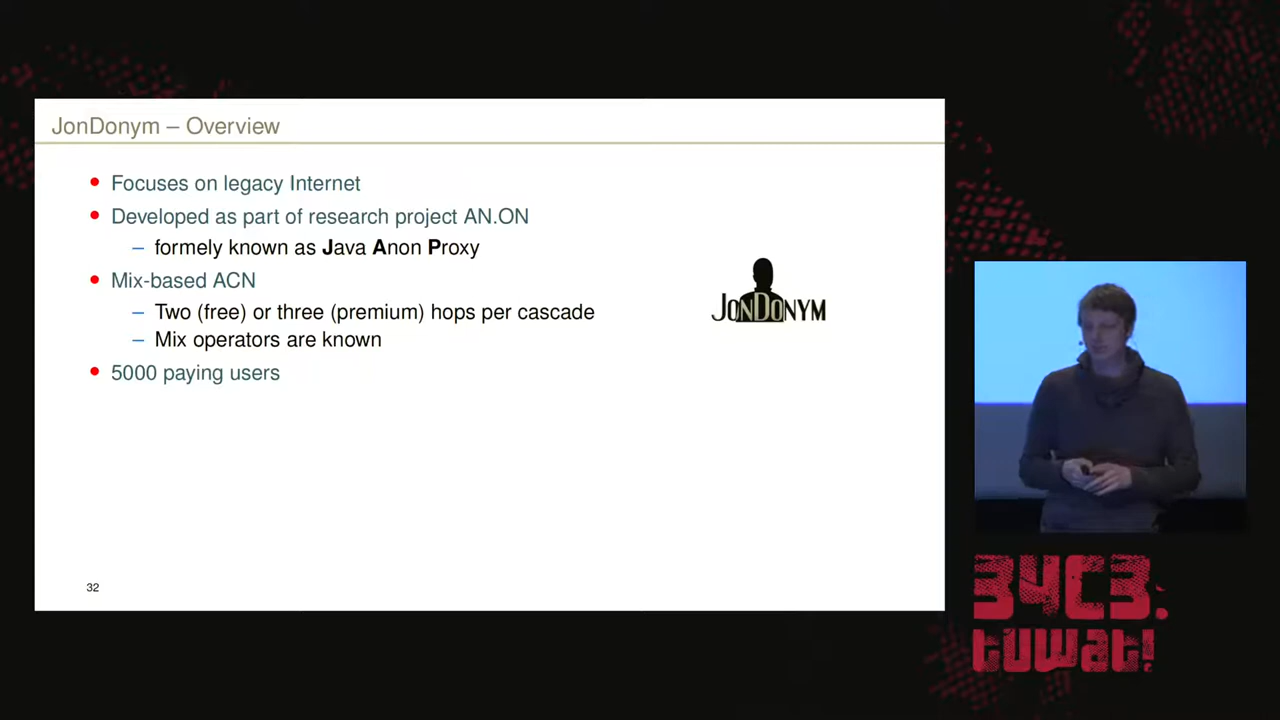 JonDonym – Overview
Focuses on legacy Internet
Developed as part of research project AN.ON
– formely known as Java Anon Proxy
Mix-based ACN
– Two (free) or three (premium) hops per cascade
– Mix operators are known
5000 paying users
JONDONYM
32
34C3.
tuwat!